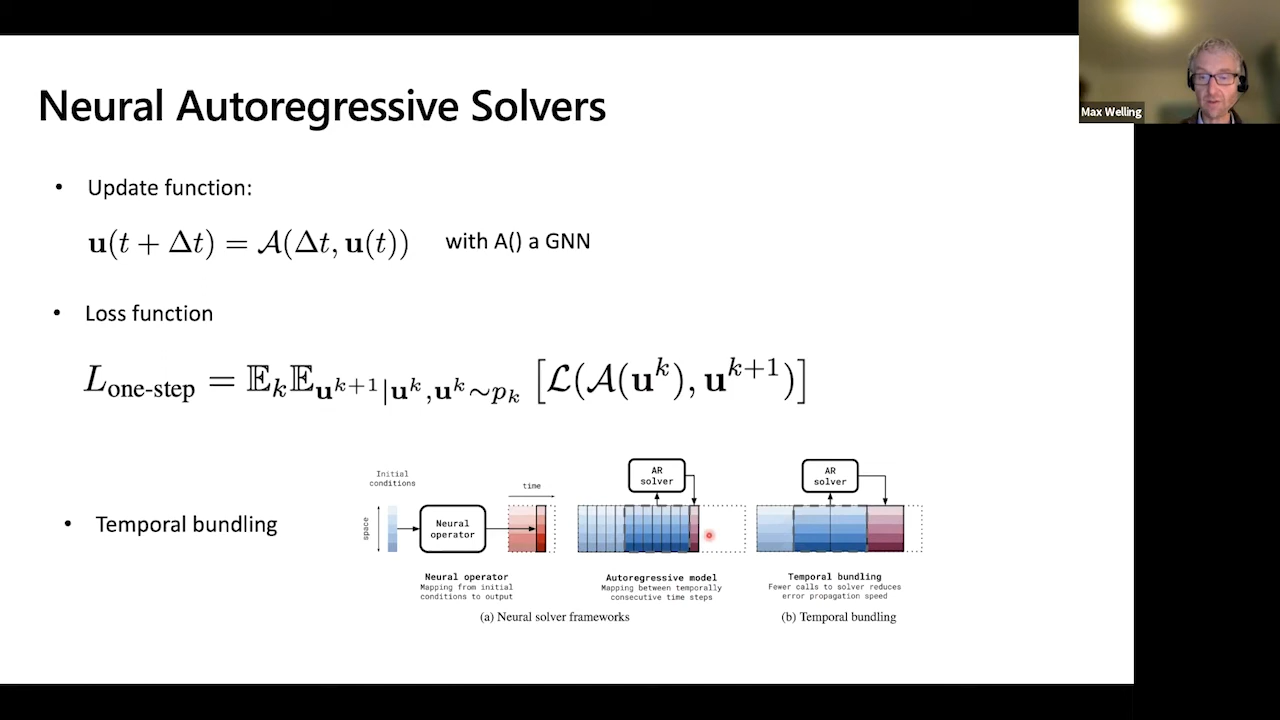 Neural Autoregressive Solvers
Max Welling
• Update function:
u(t + Δt) = 𝒜(Δt, u(t)) with A() a GNN
• Loss function
L_one-step = 𝔼_k 𝔼_{u^{k+1}|u^k, u^k∼p_k} [ℒ(𝒜(u^k), u^{k+1})]
• Temporal bundling
Initial
conditions
space
Neural
operator
time
Neural operator
Mapping from initial
conditions to output
AR
solver
Autoregressive model
Mapping between temporally
consecutive time steps
(a) Neural solver frameworks
AR
solver
Temporal bundling
Fewer calls to solver reduces
error propagation speed
(b) Temporal bundling